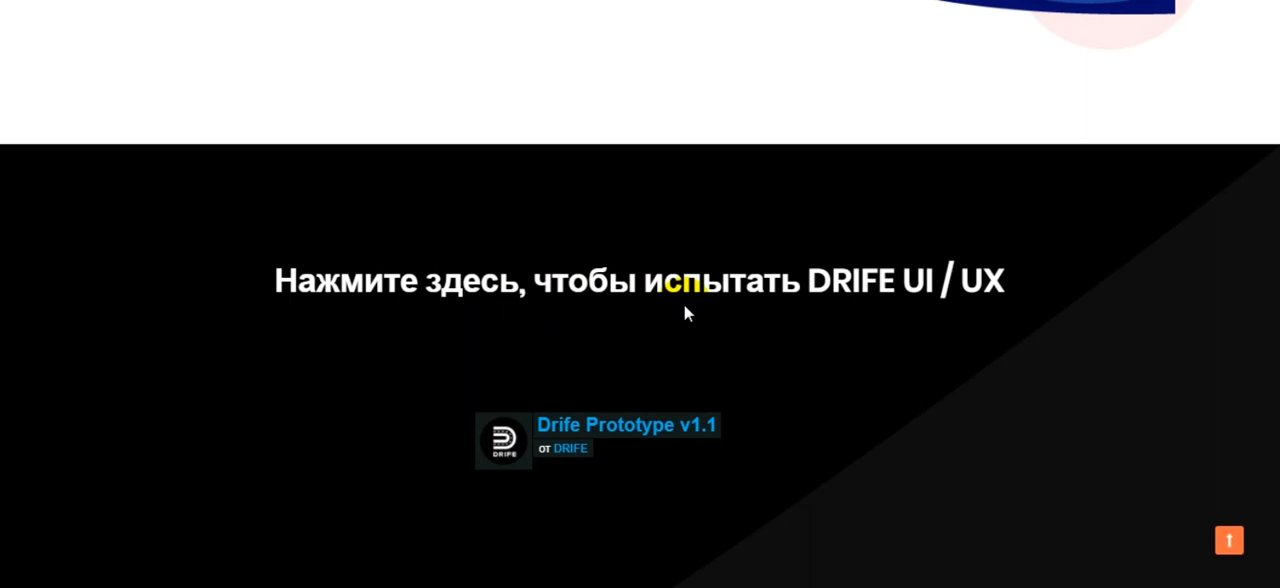 Нажмите здесь, чтобы испытать DRIFE UI / UX
Drife Prototype v1.1
от DRIFE
DRIFE